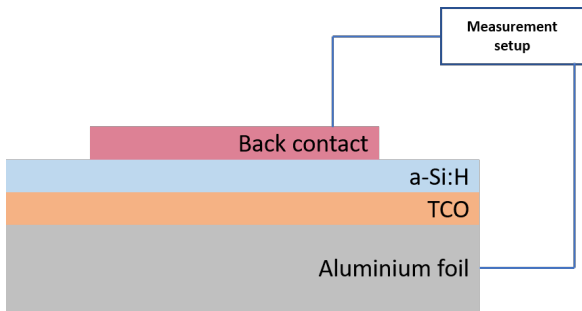 Measurement
setup
Back contact
a-Si:H
TCO
Aluminium foil